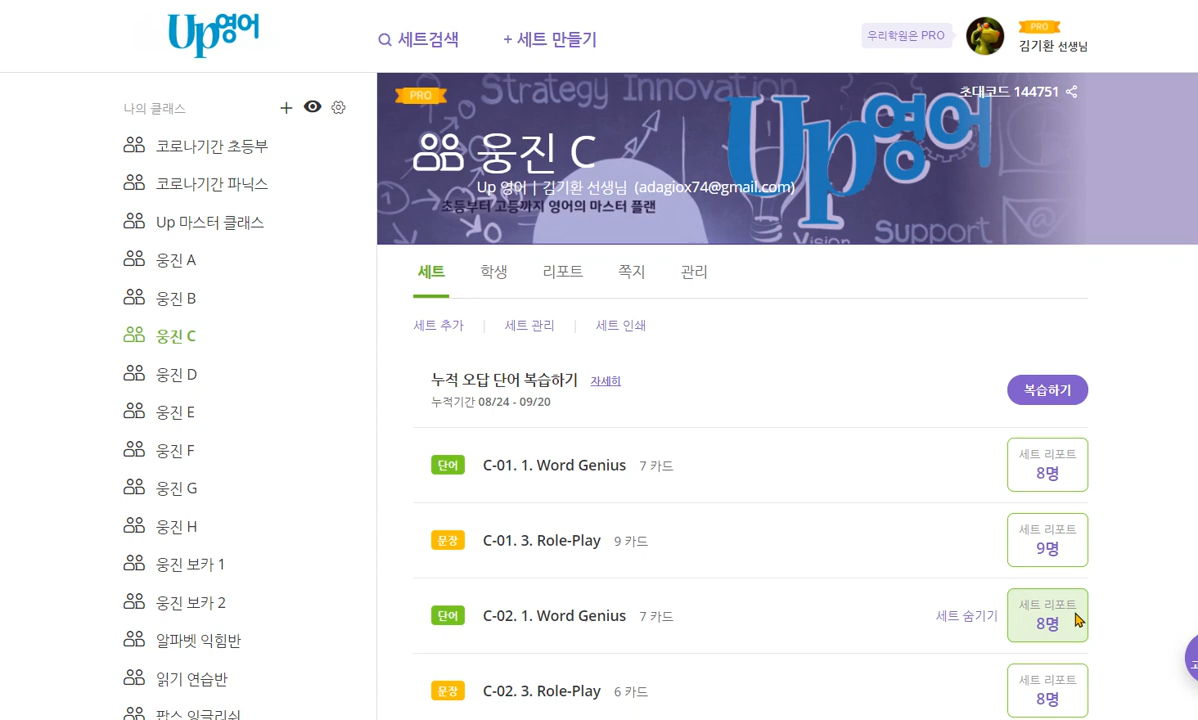 Up영어
세트검색
+ 세트 만들기
우리학원은 PRO
PRO
김기환 선생님
나의 클래스
코로나기간 초등부
코로나기간 파닉스
Up 마스터 클래스
웅진 A
웅진 B
웅진 C
웅진 D
웅진 E
웅진 F
웅진 G
웅진 H
웅진 보카 1
웅진 보카 2
알파벳 익힘반
읽기 연습반
팝스 잉글리쉬
PRO
Strategy Innovation
초대코드 144751
웅진 C
Up영어
Up 영어 | 김기환 선생님 (adagiox74@gmail.com)
초등부터 고등까지 영어의 마스터 플랜
Vision
Support
세트
학생
리포트
쪽지
관리
세트 추가
세트 관리
세트 인쇄
누적 오답 단어 복습하기 자세히
누적기간 08/24 - 09/20
복습하기
단어 C-01. 1. Word Genius 7 카드
세트 리포트
8명
문장 C-01. 3. Role-Play 9 카드
세트 리포트
9명
단어 C-02. 1. Word Genius 7 카드
세트 숨기기
세트 리포트
8명
문장 C-02. 3. Role-Play 6 카드
세트 리포트
8명